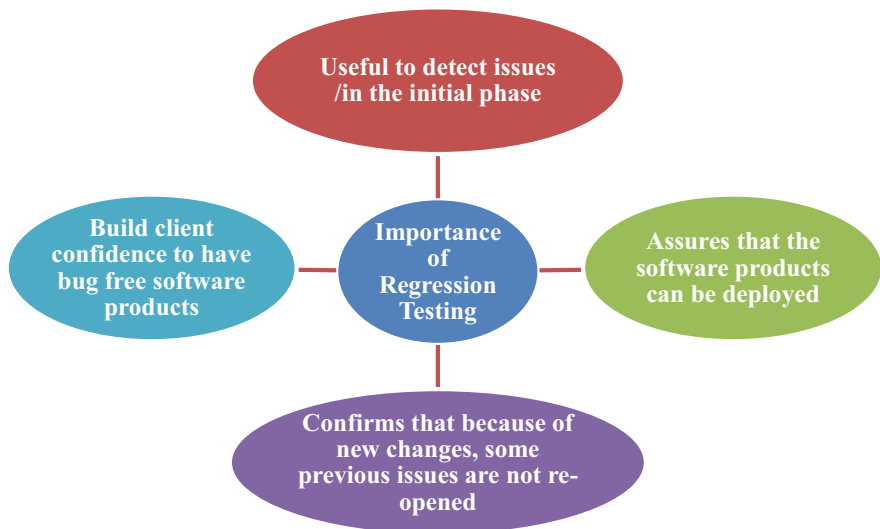 Useful to detect issues
/in the initial phase
Build client
confidence to have
bug free software
products
Importance
of
Regression
Testing
Assures that the
software products
can be deployed
Confirms that because of
new changes, some
previous issues are not re-
opened